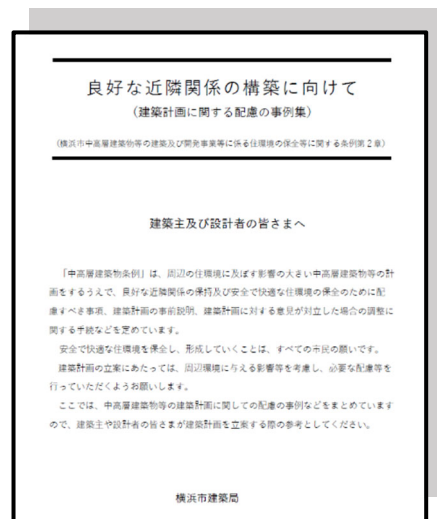 良好な近隣関係の構築に向けて
（建築計画に関する配慮の事例集）
（横浜市中高層建築物等の建築及び開発事業等に係る住環境の保全等に関する条例第２章）
建築主及び設計者の皆さまへ
「中高層建築物条例」は、周辺の住環境に及ぼす影響の大きい中高層建築物等の計
画をするうえで、良好な近隣関係の保持及び安全で快適な住環境の保全のために配
慮すべき事項、建築計画の事前説明、建築計画に対する意見が対立した場合の調整に
関する手続などを定めています。
安全で快適な住環境を保全し、形成していくことは、すべての市民の願いです。
建築計画の立案にあたっては、周辺環境に与える影響等を考慮し、必要な配慮等を
行っていただくようお願いします。
ここでは、中高層建築物等の建築計画に関しての配慮の事例などをまとめています
ので、建築主や設計者の皆さまが建築計画を立案する際の参考としてください。
横浜市建築局